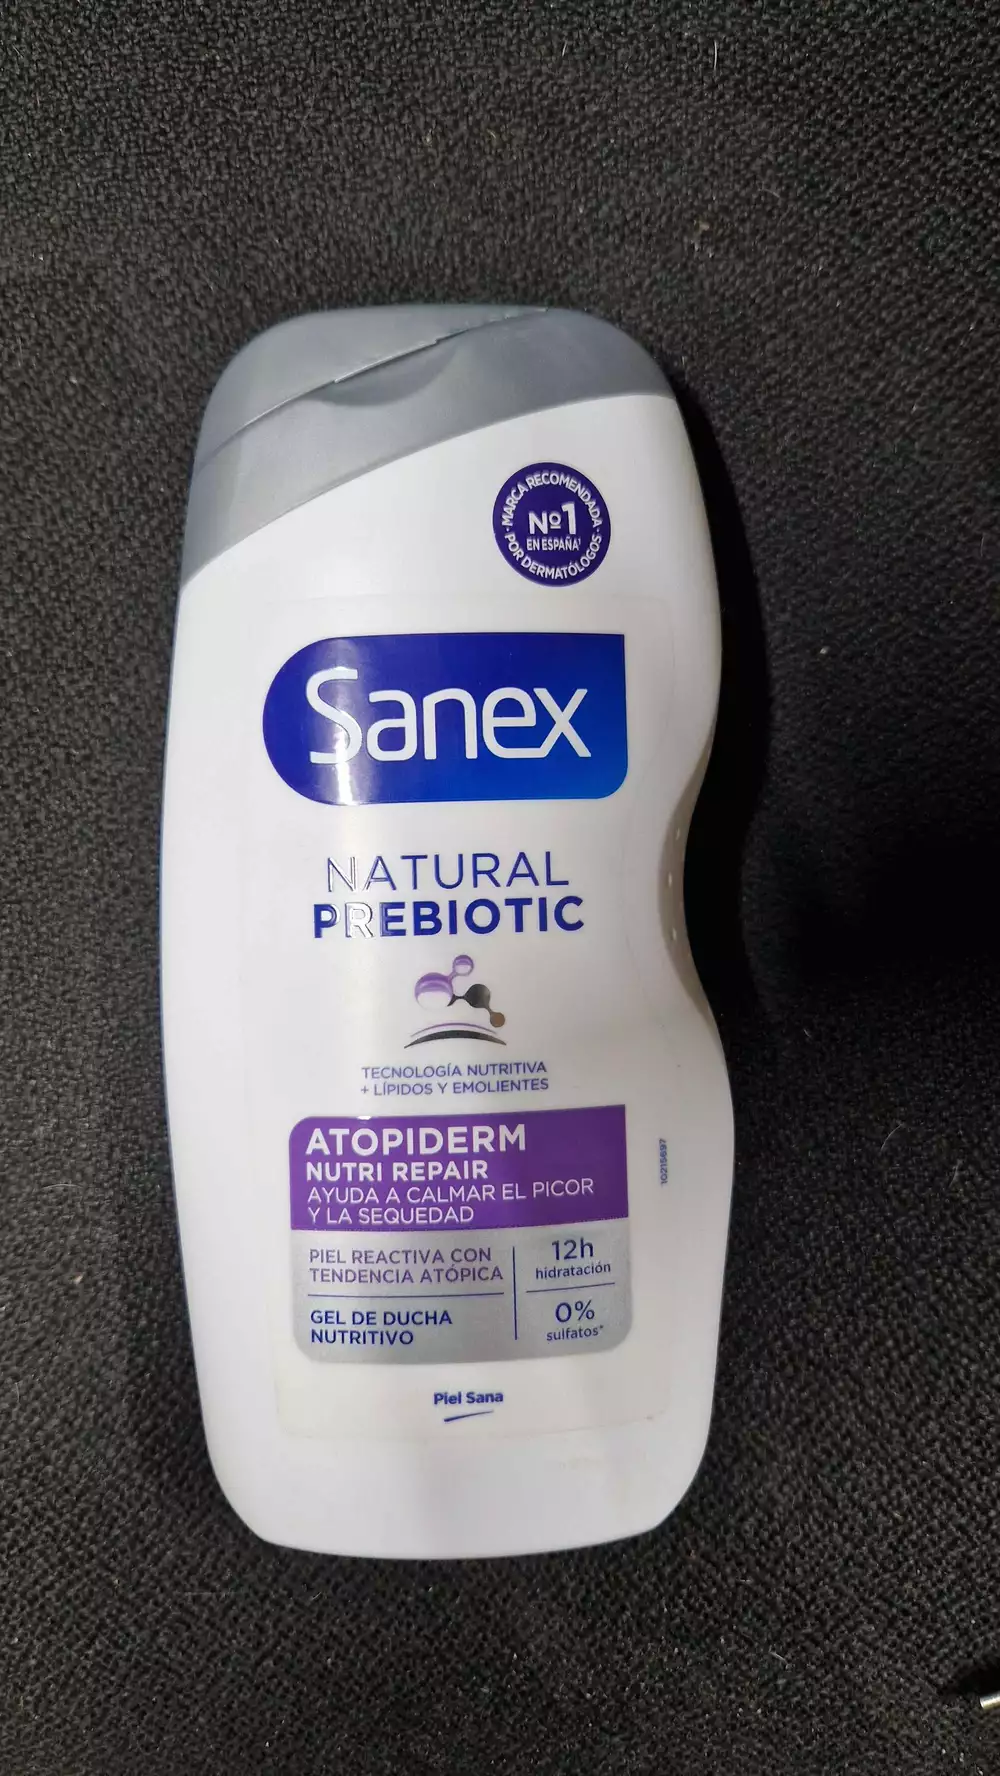 MARCA RECOMENDADA
Nº1
EN ESPAÑA¹
POR DERMATÓLOGOS
Sanex
NATURAL
PREBIOTIC
TECNOLOGÍA NUTRITIVA
+ LÍPIDOS Y EMOLIENTES
ATOPIDERM
NUTRI REPAIR
AYUDA A CALMAR EL PICOR
Y LA SEQUEDAD
PIEL REACTIVA CON
TENDENCIA ATÓPICA
12h
hidratación
GEL DE DUCHA
NUTRITIVO
0%
sulfatos*
Piel Sana
10215697